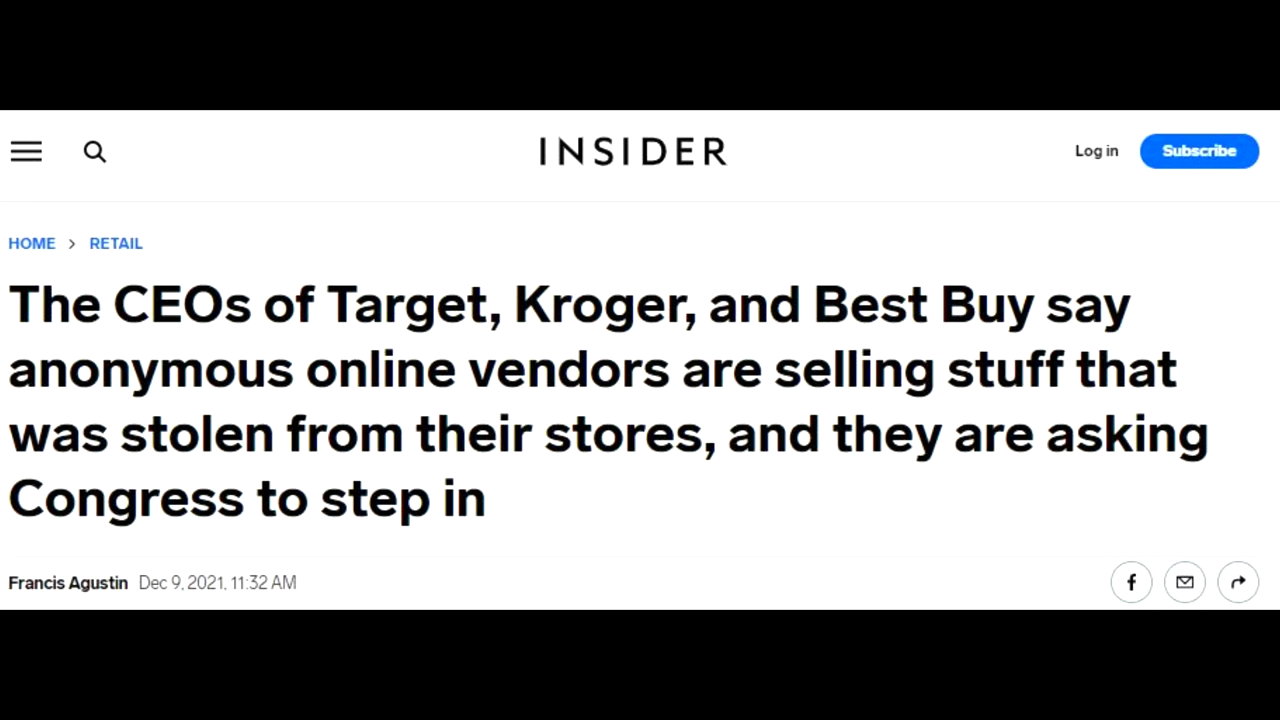 INSIDER
Log in
Subscribe
HOME > RETAIL
The CEOs of Target, Kroger, and Best Buy say
anonymous online vendors are selling stuff that
was stolen from their stores, and they are asking
Congress to step in
Francis Agustin Dec 9, 2021, 11:32 AM